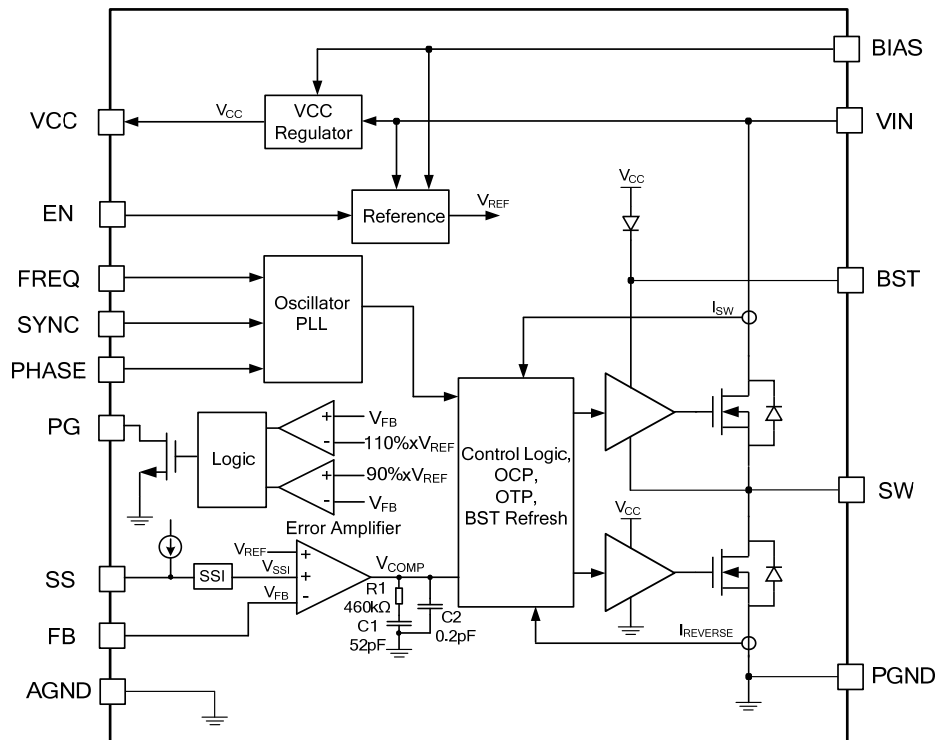 BIAS
VCC
VCC
VCC
Regulator
VIN
EN
Reference
VREF
VCC
FREQ
Oscillator
PLL
BST
SYNC
ISW
PHASE
PG
Logic
+
-
VFB
110%xVREF
+
-
90%xVREF
VFB
Control Logic,
OCP,
OTP,
BST Refresh
SW
VCC
Error Amplifier
SS
SSI
VREF
VSSI
VFB
+
+
-
VCOMP
R1
460kΩ
C1
52pF
C2
0.2pF
FB
IREVERSE
AGND
PGND